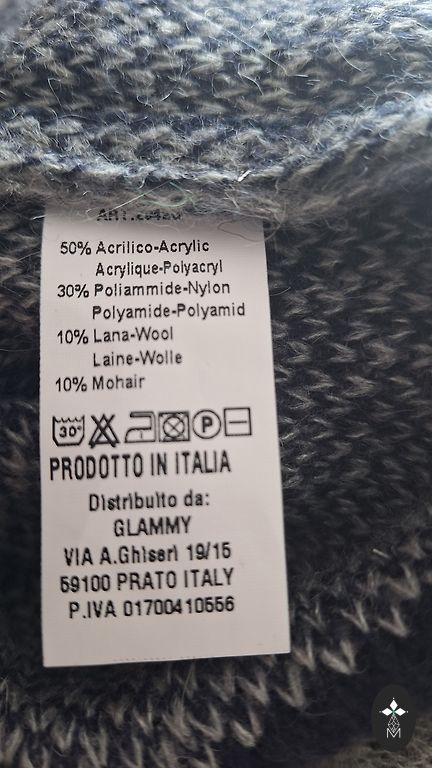 50% Acrilico-Acrylic
Acrylique-Polyacryl
30% Poliammide-Nylon
Polyamide-Polyamid
10% Lana-Wool
Laine-Wolle
10% Mohair
30° P
PRODOTTO IN ITALIA
Distribuito da:
GLAMMY
VIA A.Ghiseri 19/15
59100 PRATO ITALY
P.IVA 01700410556